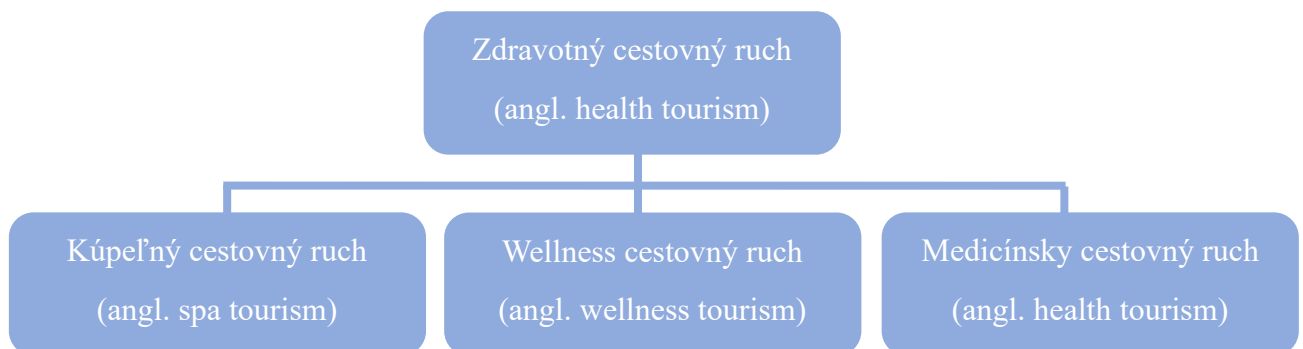 Zdravotný cestovný ruch
(angl. health tourism)
Kúpeľný cestovný ruch
(angl. spa tourism)
Wellness cestovný ruch
(angl. wellness tourism)
Medicínsky cestovný ruch
(angl. health tourism)